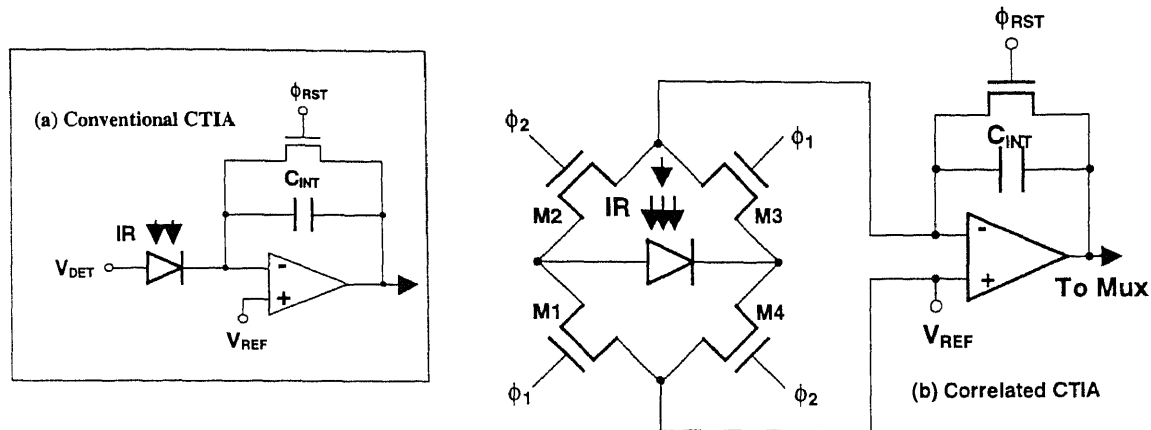 (a) Conventional CTIA
ϕRST
CINT
IR
VDET
-
+
VREF
ϕRST
ϕ2
ϕ1
CINT
IR
M2
M3
-
+
To Mux
M1
M4
VREF
ϕ1
ϕ2
(b) Correlated CTIA